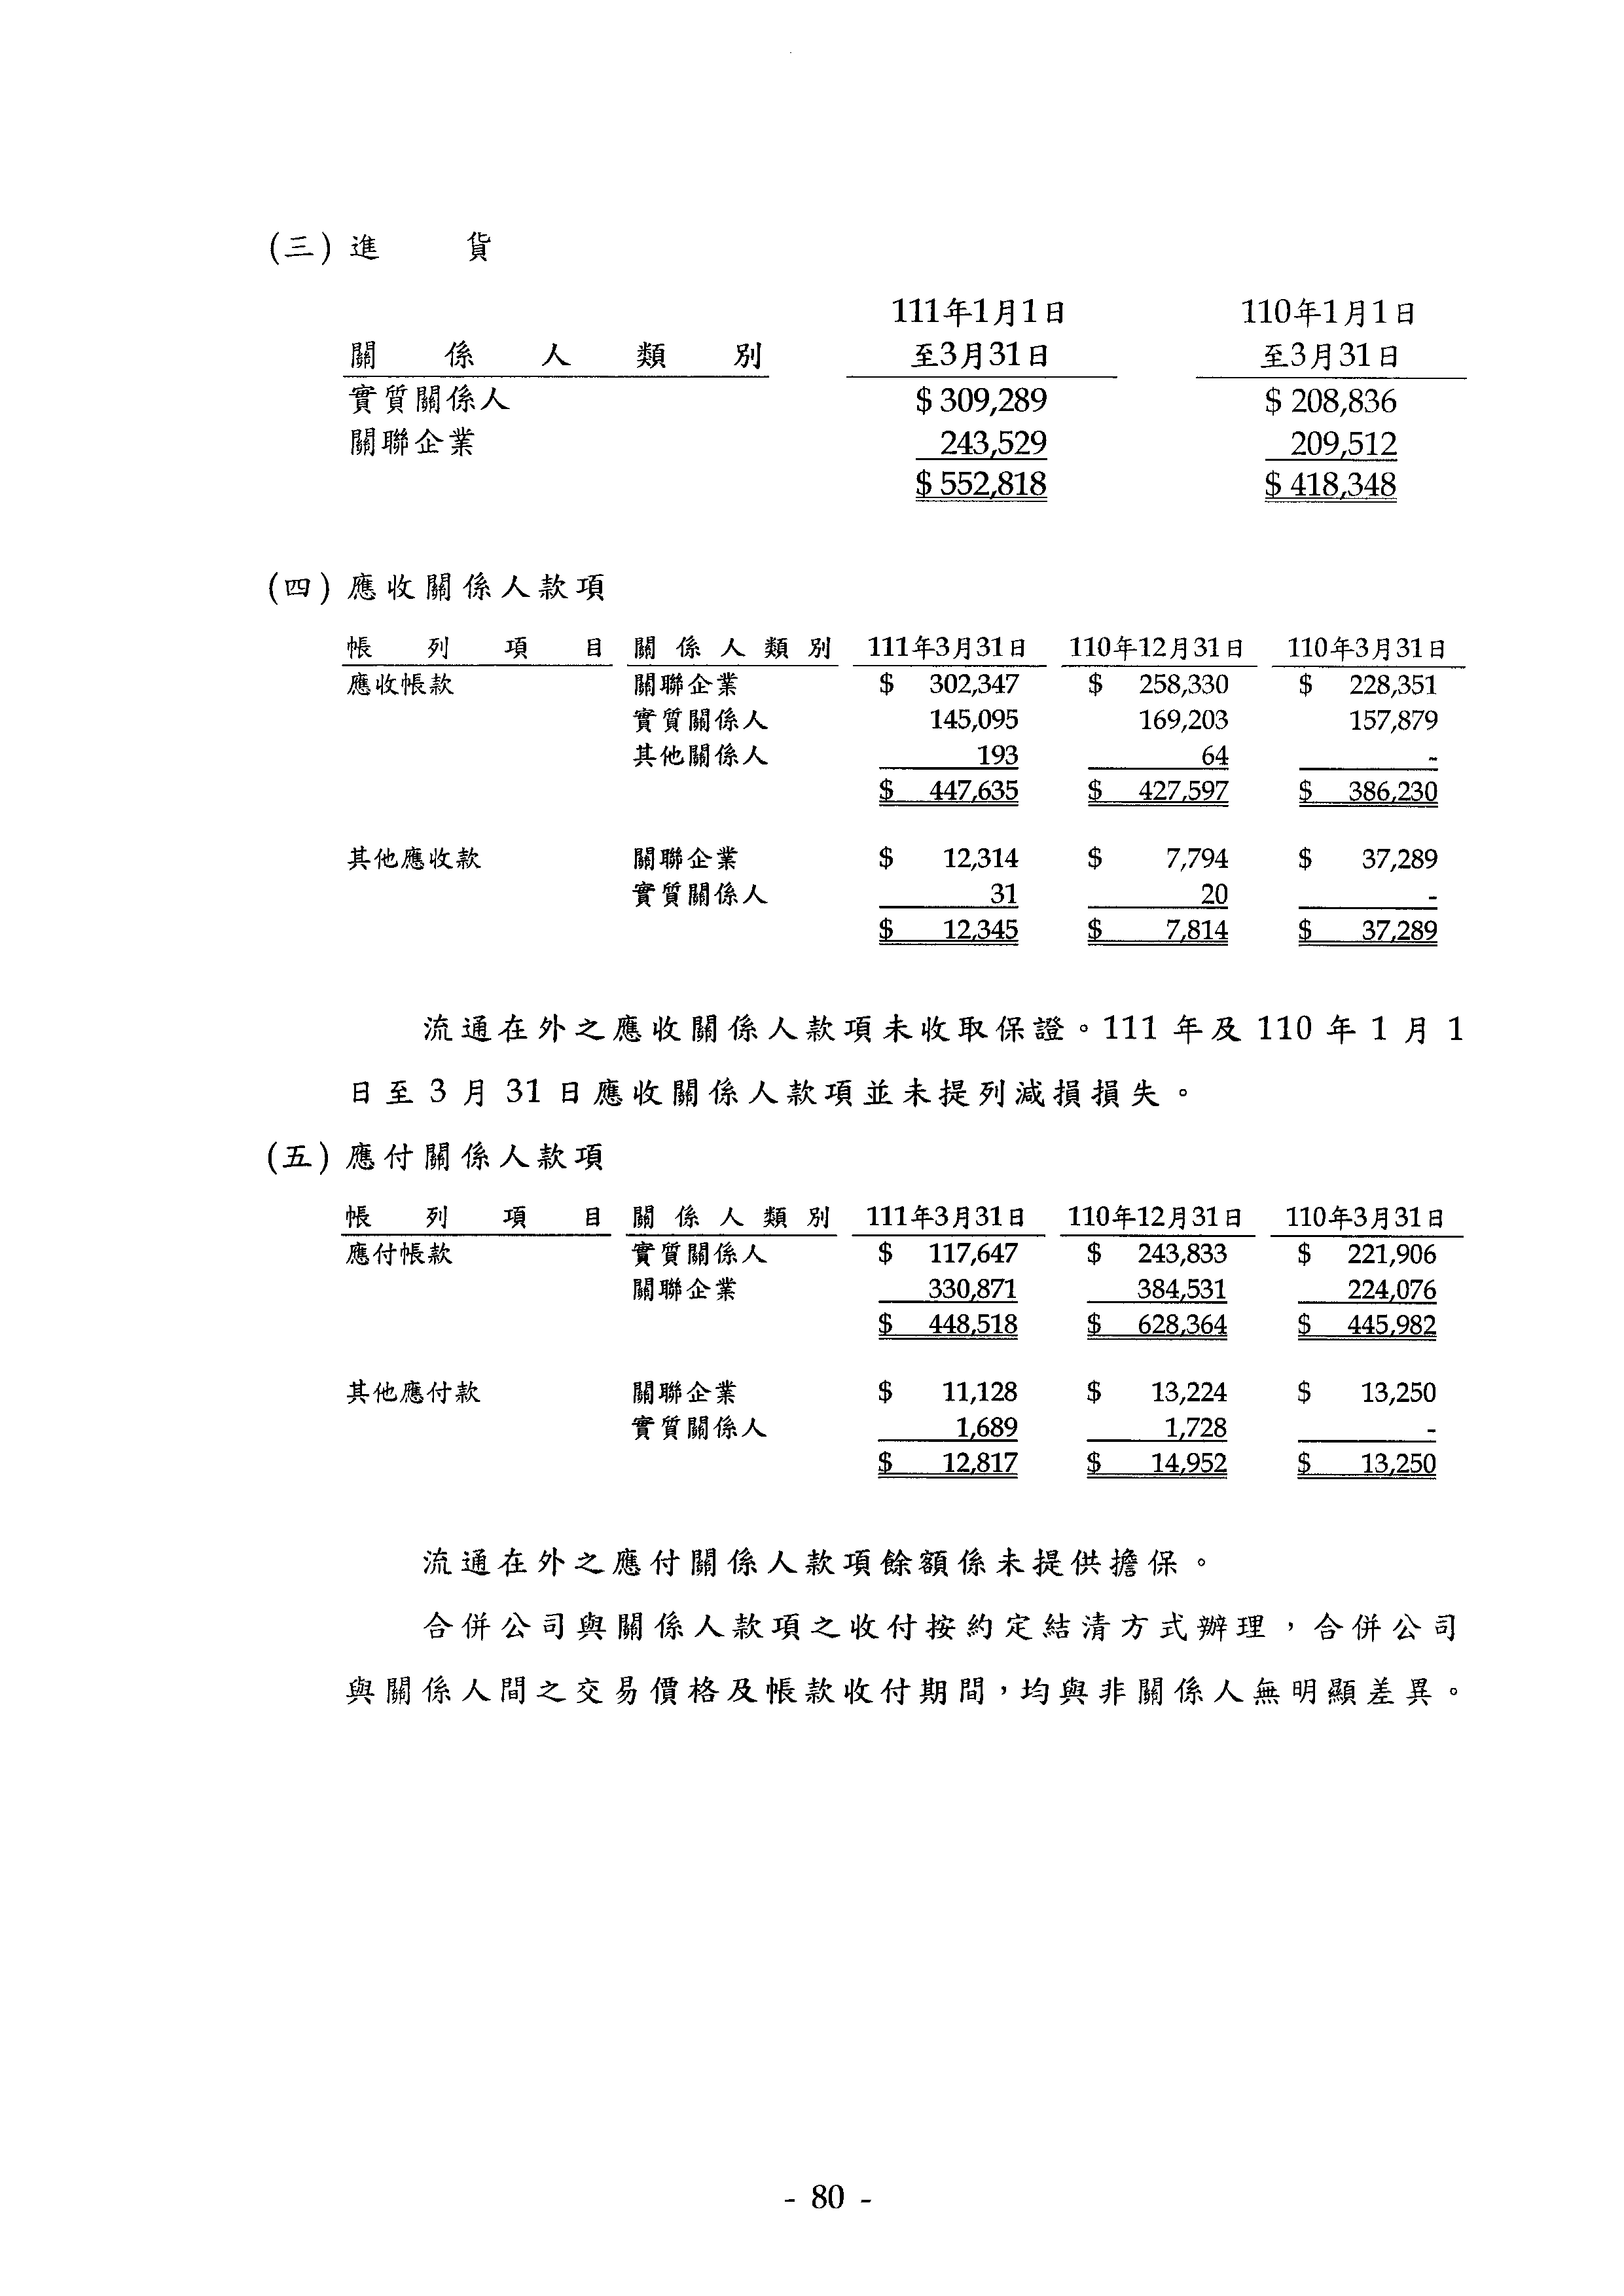 (三) 進 貨
111年1月1日 110年1月1日
關 係 人 類 別 至3月31日 至3月31日
實質關係人 $ 309,289 $ 208,836
關聯企業 243,529 209,512
$ 552,818 $ 418,348
(四) 應收關係人款項
帳 列 項 目 關 係 人 類 別 111年3月31日 110年12月31日 110年3月31日
應收帳款 關聯企業 $ 302,347 $ 258,330 $ 228,351
實質關係人 145,095 169,203 157,879
其他關係人 193 64 -
$ 447,635 $ 427,597 $ 386,230
其他應收款 關聯企業 $ 12,314 $ 7,794 $ 37,289
實質關係人 31 20 -
$ 12,345 $ 7,814 $ 37,289
流通在外之應收關係人款項未收取保證。111 年及 110 年 1 月 1
日至 3 月 31 日應收關係人款項並未提列減損損失。
(五) 應付關係人款項
帳 列 項 目 關 係 人 類 別 111年3月31日 110年12月31日 110年3月31日
應付帳款 實質關係人 $ 117,647 $ 243,833 $ 221,906
關聯企業 330,871 384,531 224,076
$ 448,518 $ 628,364 $ 445,982
其他應付款 關聯企業 $ 11,128 $ 13,224 $ 13,250
實質關係人 1,689 1,728 -
$ 12,817 $ 14,952 $ 13,250
流通在外之應付關係人款項餘額係未提供擔保。
合併公司與關係人款項之收付按約定結清方式辦理,合併公司
與關係人間之交易價格及帳款收付期間,均與非關係人無明顯差異。
- 80 -